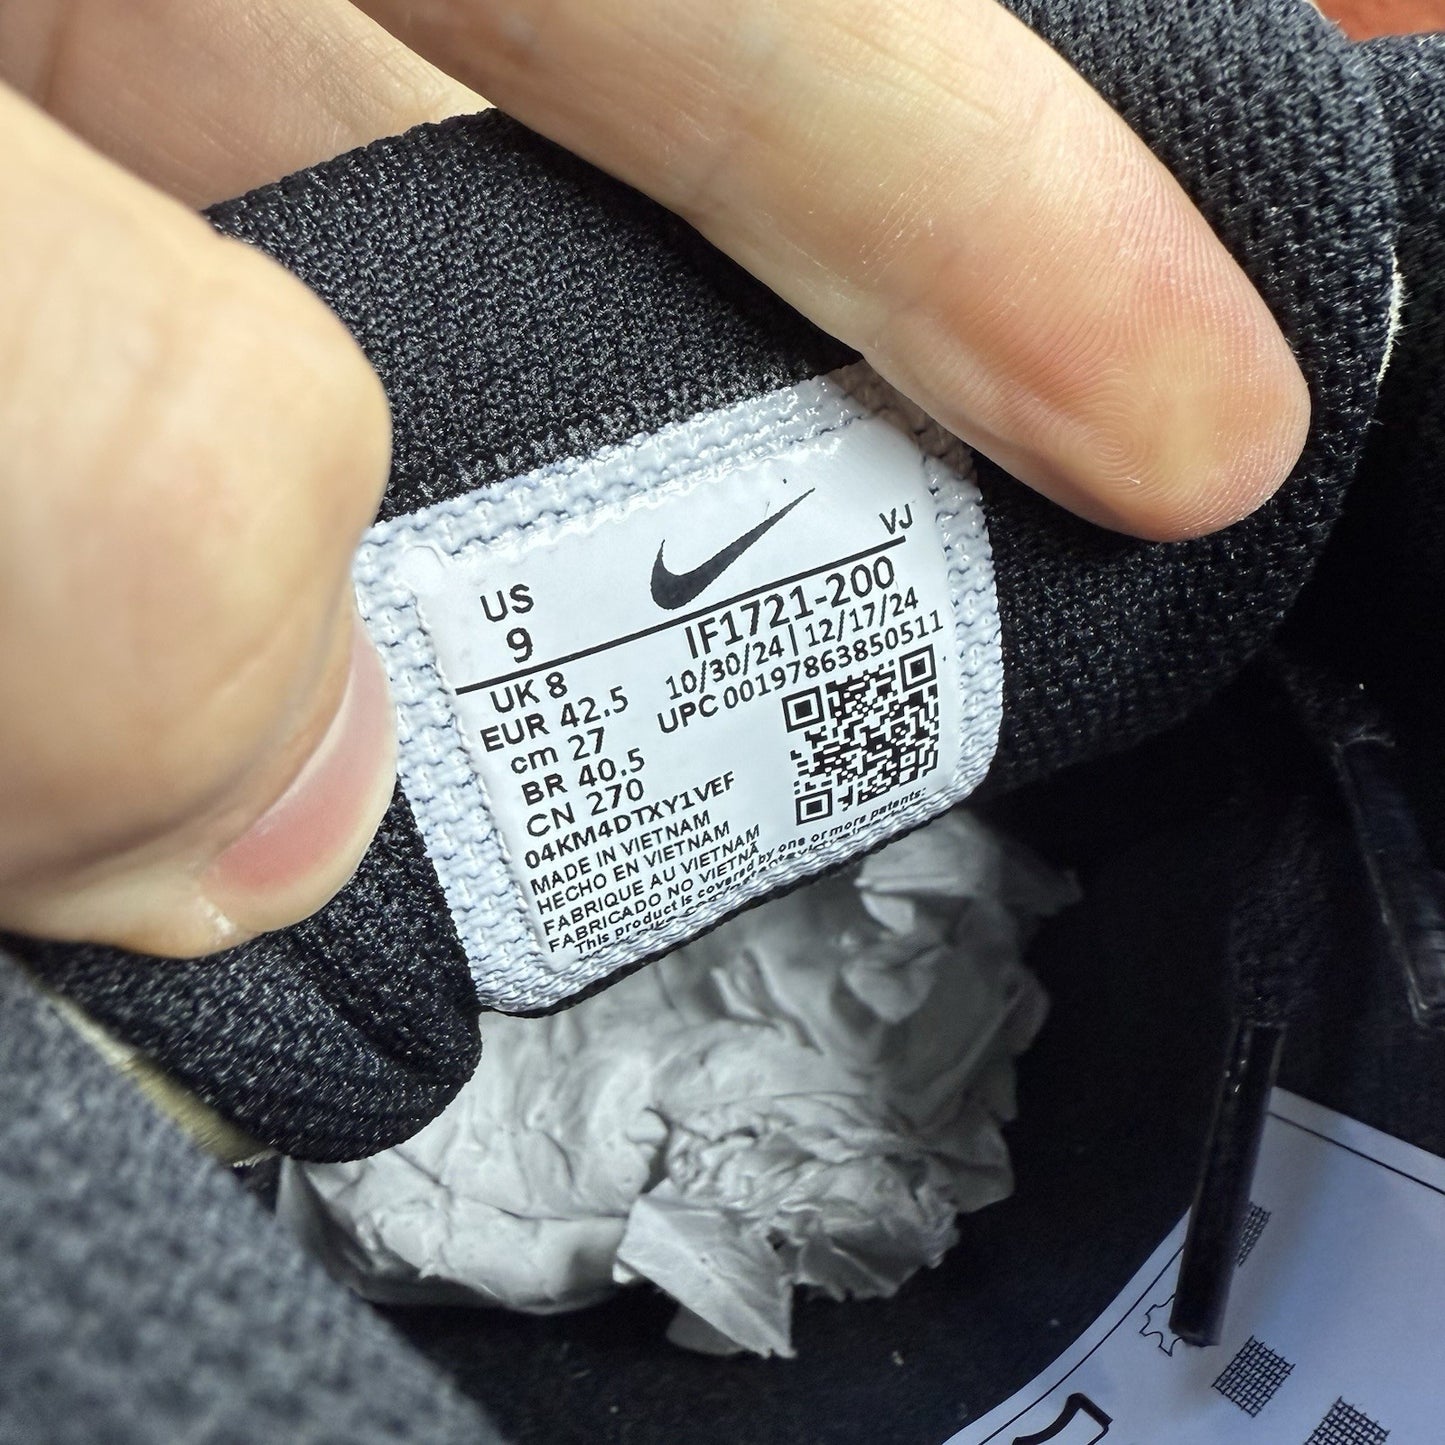 VJ
US
9
IF1721-200
10/30/24 | 12/17/24
UPC 00197863850511
UK 8
EUR 42.5
cm 27
BR 40.5
CN 270
04KM4DTXY1VEF
MADE IN VIETNAM
HECHO EN VIETNAM
FABRIQUE AU VIETNAM
FABRICADO NO VIETNÃ
This product is covered by one or more patents: